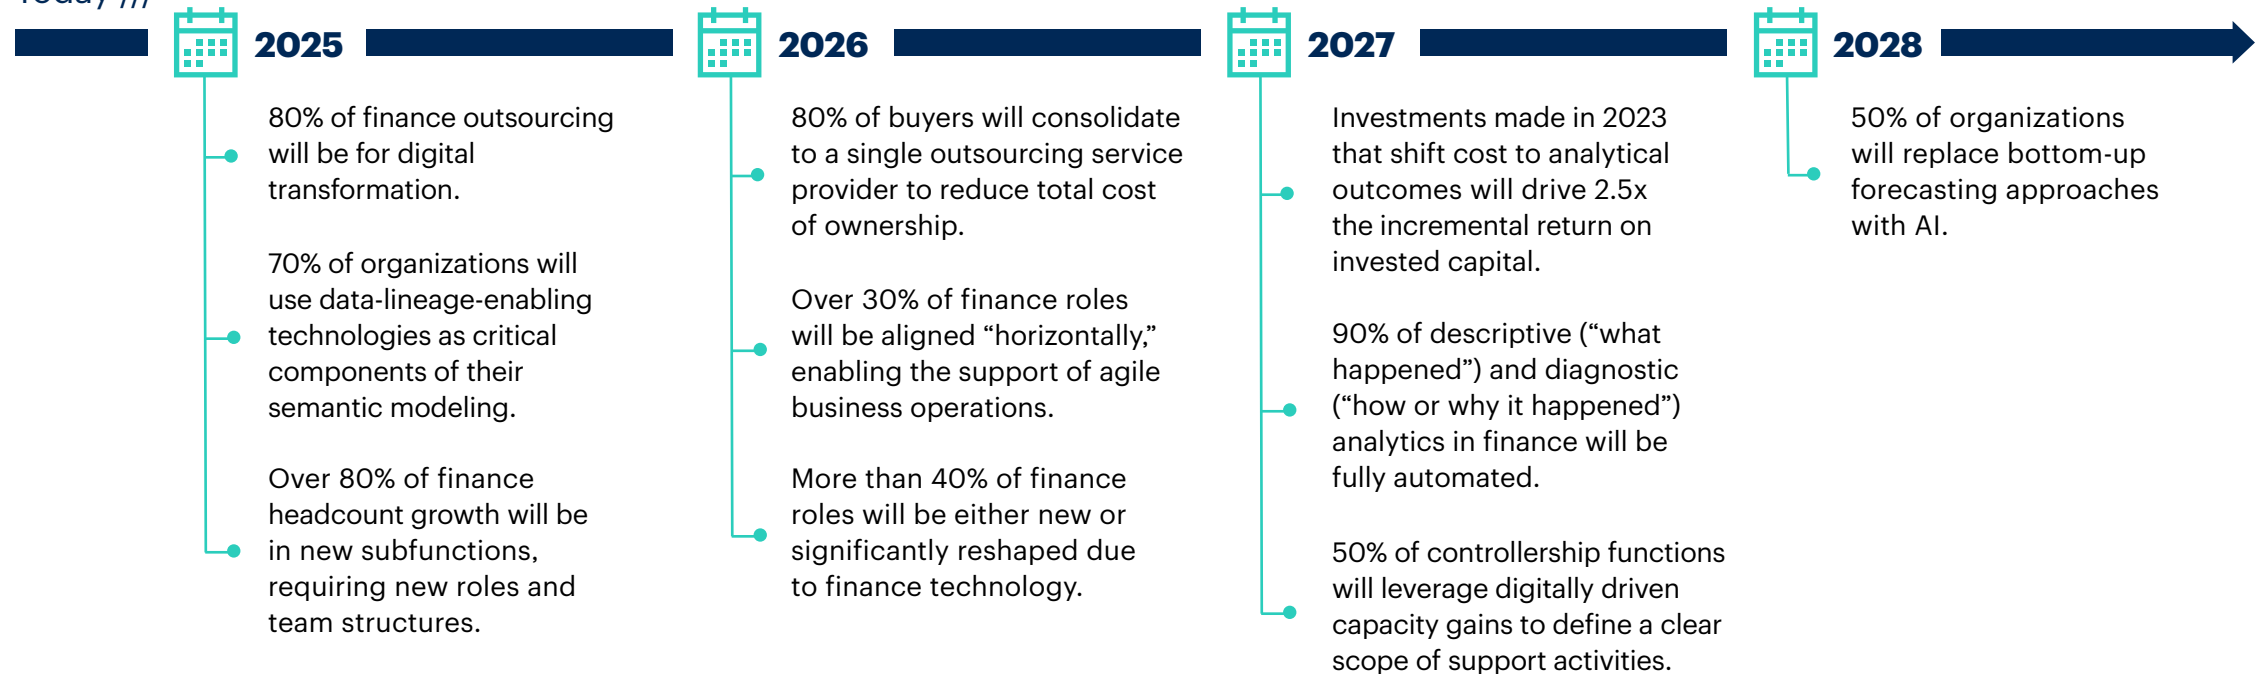 Today ///
2025
80% of finance outsourcing
will be for digital
transformation.
70% of organizations will
use data-lineage-enabling
technologies as critical
components of their
semantic modeling.
Over 80% of finance
headcount growth will be
in new subfunctions,
requiring new roles and
team structures.
2026
80% of buyers will consolidate
to a single outsourcing service
provider to reduce total cost
of ownership.
Over 30% of finance roles
will be aligned “horizontally,”
enabling the support of agile
business operations.
More than 40% of finance
roles will be either new or
significantly reshaped due
to finance technology.
2027
Investments made in 2023
that shift cost to analytical
outcomes will drive 2.5x
the incremental return on
invested capital.
90% of descriptive (“what
happened”) and diagnostic
(“how or why it happened”)
analytics in finance will be
fully automated.
50% of controllership functions
will leverage digitally driven
capacity gains to define a clear
scope of support activities.
2028
50% of organizations
will replace bottom-up
forecasting approaches
with AI.